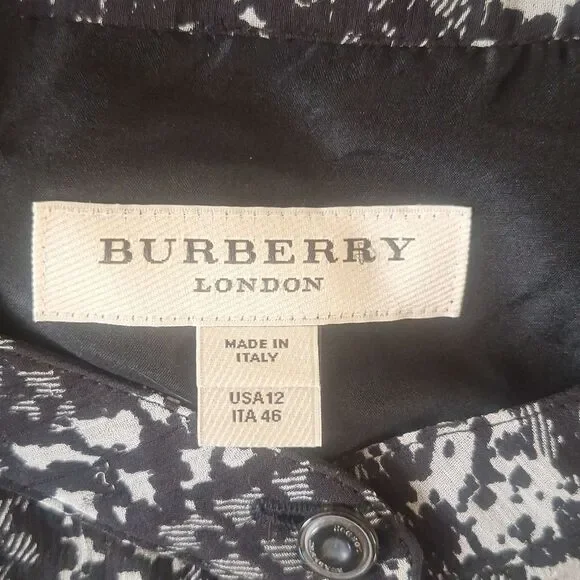 BURBERRY
LONDON
MADE IN
ITALY
USA12
ITA 46